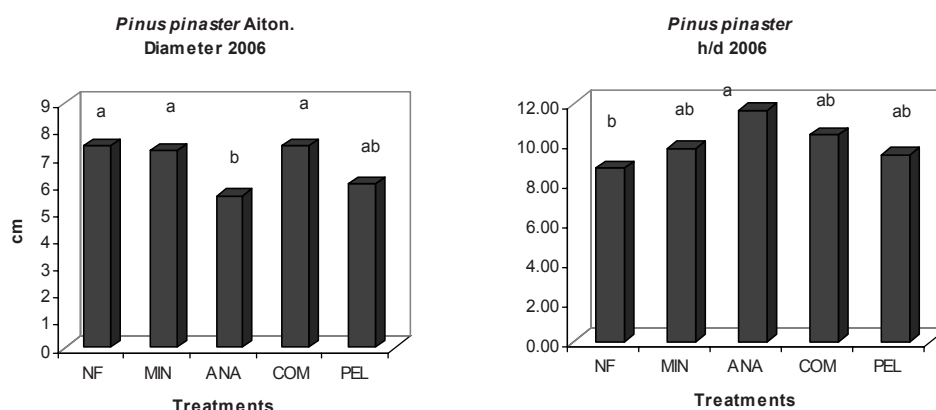 Pinus pinaster Aiton.
Diameter 2006
9
8
7
6
5
4
3
2
1
0
cm
a
a
b
a
ab
NF MIN ANA COM PEL
Treatments
Pinus pinaster
h/d 2006
12.00
10.00
8.00
6.00
4.00
2.00
0.00
b
ab
a
ab
ab
NF MIN ANA COM PEL
Treatments